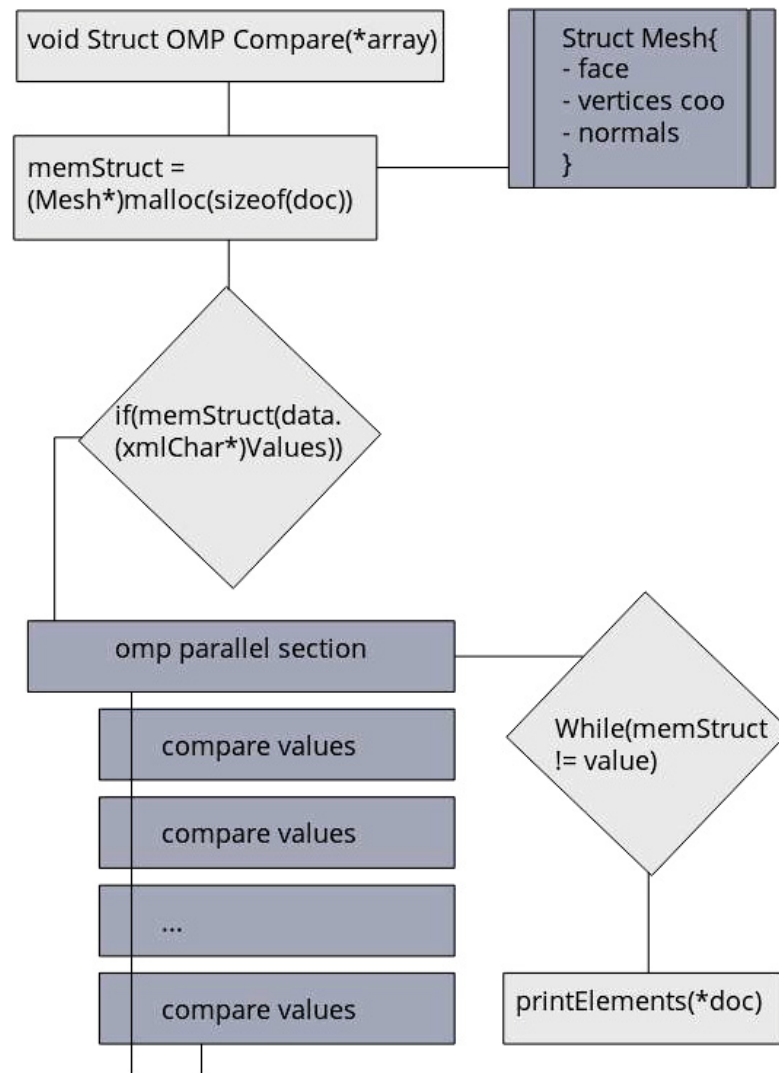 void Struct OMP Compare(*array)
Struct Mesh{
- face
- vertices coo
- normals
}
memStruct =
(Mesh*)malloc(sizeof(doc))
if(memStruct(data.
(xmlChar*)Values))
omp parallel section
While(memStruct
!= value)
compare values
compare values
...
compare values
printElements(*doc)